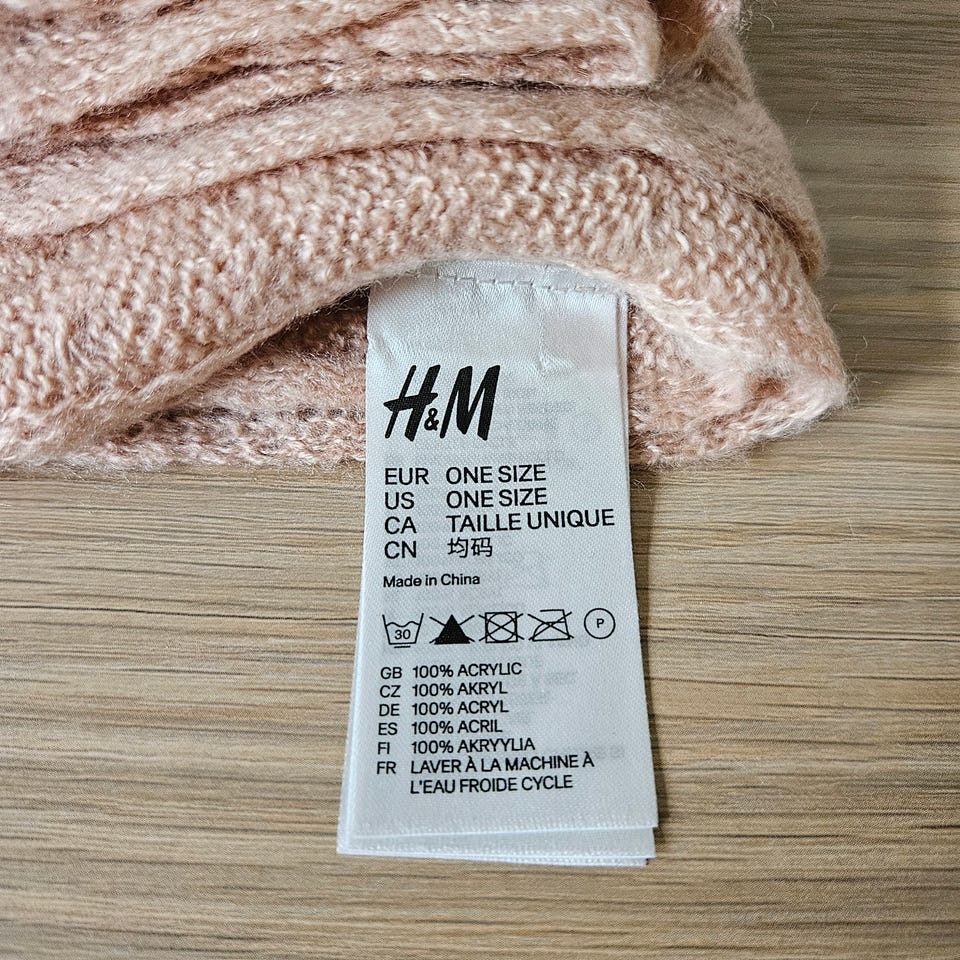 H&M
EUR ONE SIZE
US ONE SIZE
CA TAILLE UNIQUE
CN 均码
Made in China
30 P
GB 100% ACRYLIC
CZ 100% AKRYL
DE 100% ACRYL
ES 100% ACRIL
FI 100% AKRYYLIA
FR LAVER À LA MACHINE À
L'EAU FROIDE CYCLE